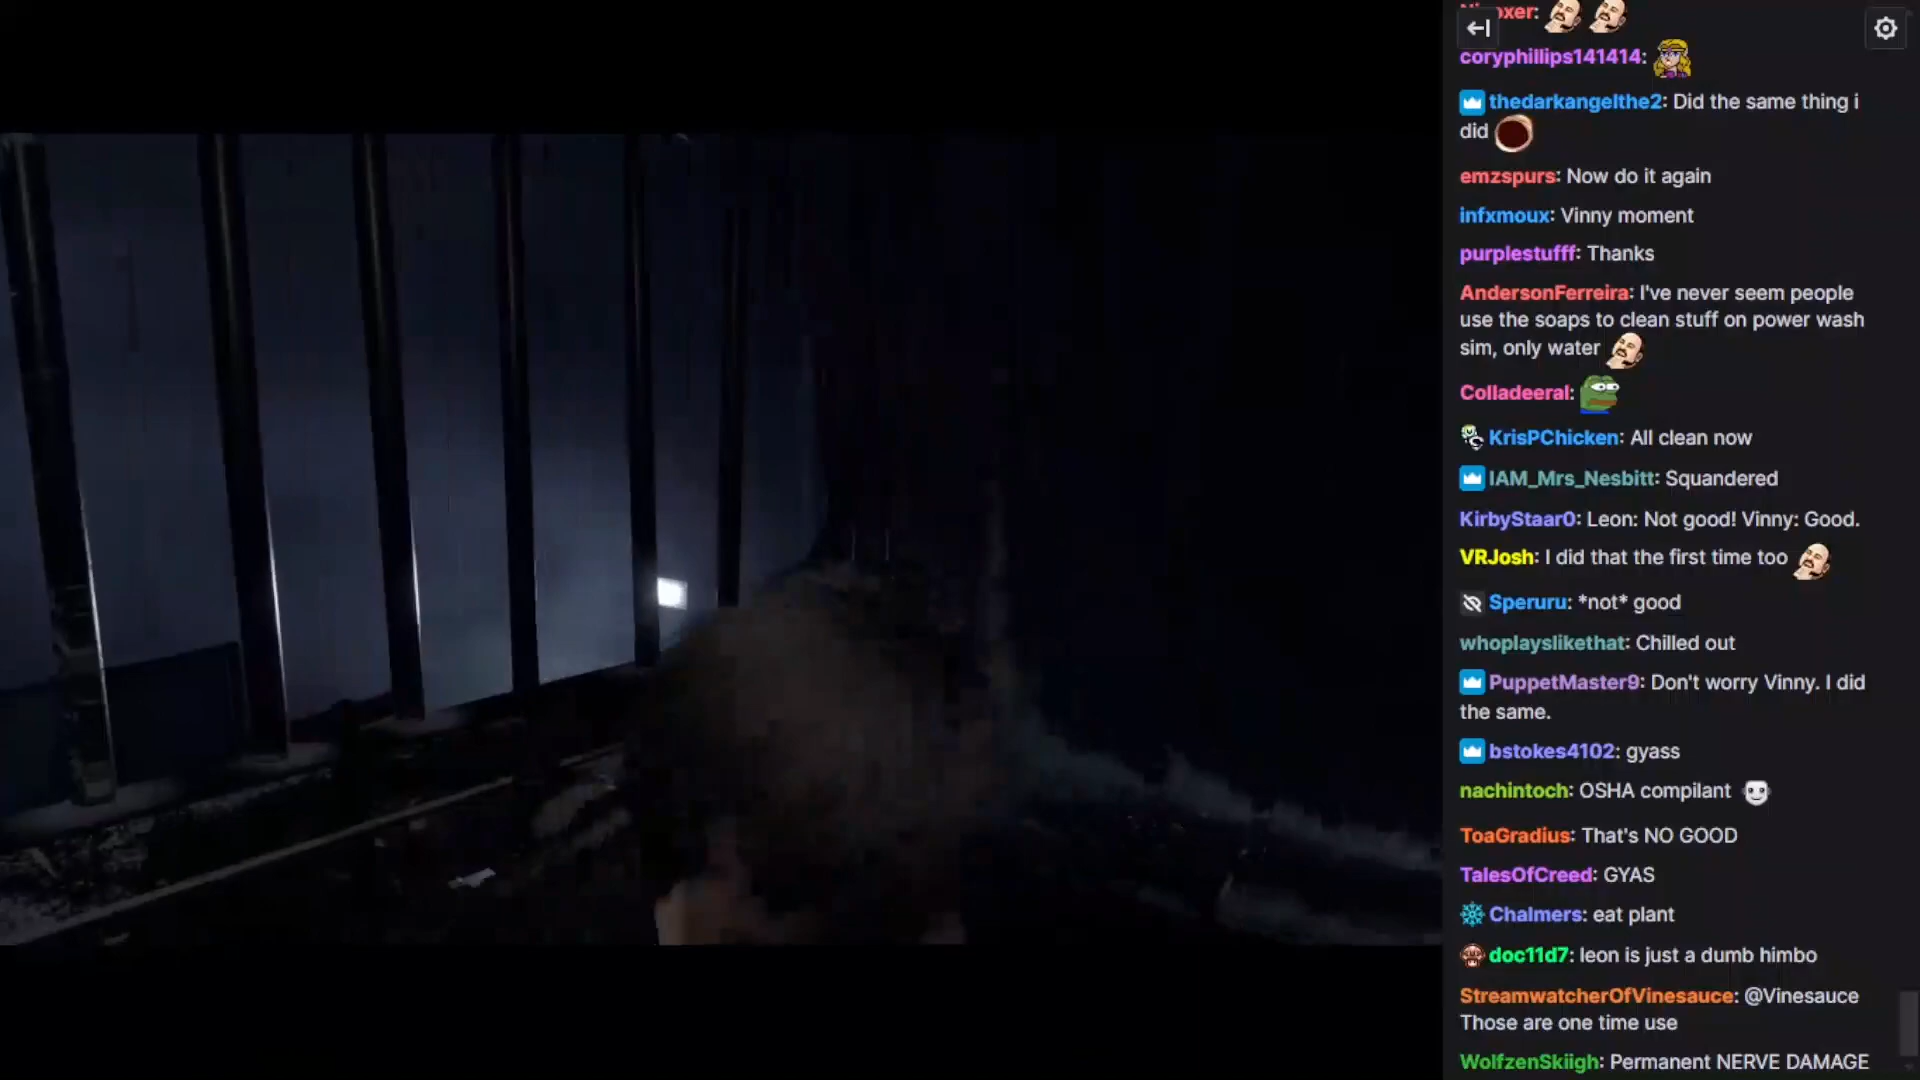 coryphillips141414:
thedarkangelthe2: Did the same thing i
did
emzspurs: Now do it again
infxmoux: Vinny moment
purplestufff: Thanks
AndersonFerreira: I've never seem people
use the soaps to clean stuff on power wash
sim, only water
Colladeeral:
KrisPChicken: All clean now
IAM_Mrs_Nesbitt: Squandered
KirbyStaar0: Leon: Not good! Vinny: Good.
VRJosh: I did that the first time too
Speruru: *not* good
whoplayslikethat: Chilled out
PuppetMaster9: Don't worry Vinny. I did
the same.
bstokes4102: gyass
nachintoch: OSHA compilant
ToaGradius: That's NO GOOD
TalesOfCreed: GYAS
Chalmers: eat plant
doc11d7: leon is just a dumb himbo
StreamwatcherOfVinesauce: @Vinesauce
Those are one time use
WolfzenSkiigh: Permanent NERVE DAMAGE